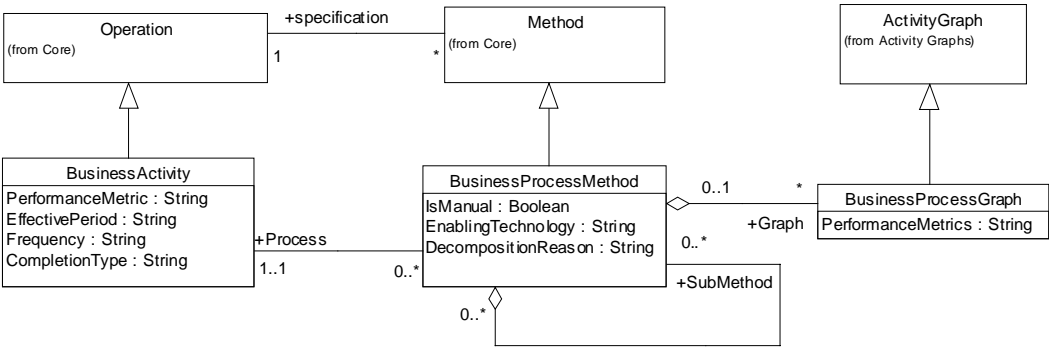 Operation
(from Core)
+specification
1
*
Method
(from Core)
ActivityGraph
(from Activity Graphs)
BusinessActivity
PerformanceMetric : String
EffectivePeriod : String
Frequency : String
CompletionType : String
+Process
1..1
0..*
BusinessProcessMethod
IsManual : Boolean
EnablingTechnology : String
DecompositionReason : String
0..1
*
+Graph
0..*
+SubMethod
0..*
BusinessProcessGraph
PerformanceMetrics : String